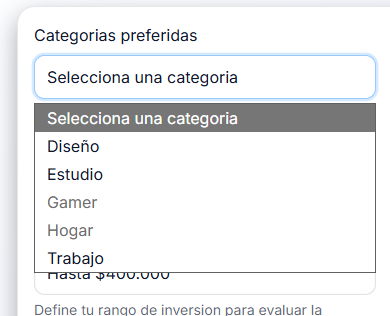 Categorias preferidas
Selecciona una categoria
Selecciona una categoria
Diseño
Estudio
Gamer
Hogar
Trabajo
Hasta $400.000
Define tu rango de inversion para evaluar la